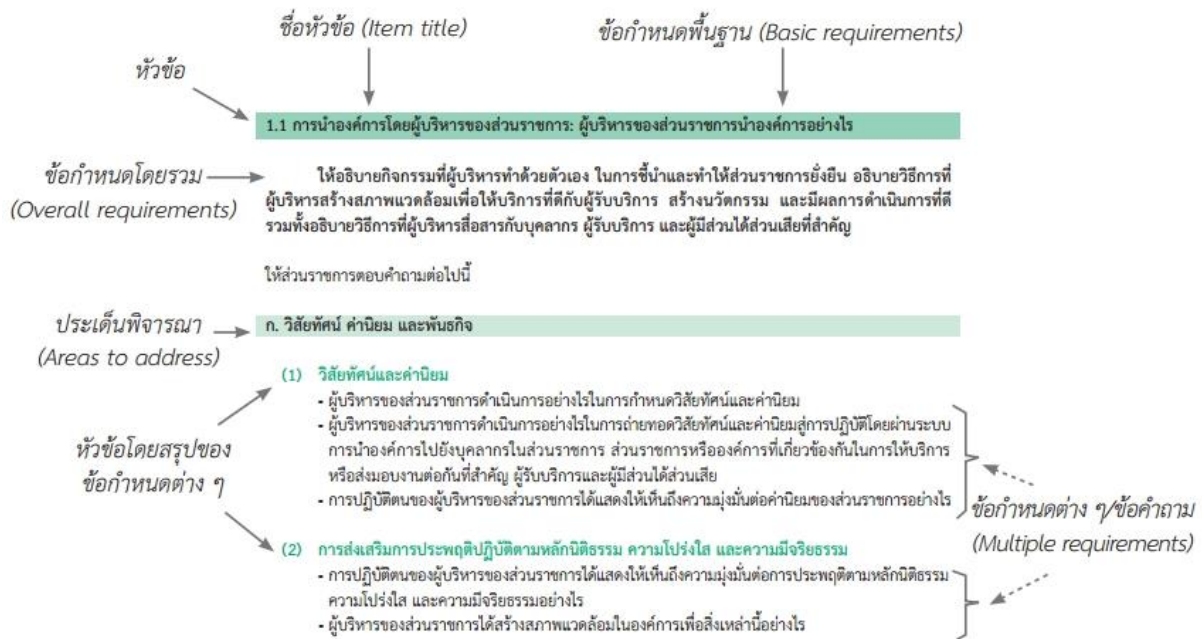 ชื่อหัวข้อ (Item title)
ข้อกำหนดพื้นฐาน (Basic requirements)
หัวข้อ
1.1 การนำองค์การโดยผู้บริหารของส่วนราชการ: ผู้บริหารของส่วนราชการนำองค์การอย่างไร
ข้อกำหนดโดยรวม
(Overall requirements)
ให้อธิบายกิจกรรมที่ผู้บริหารทำด้วยตัวเอง ในการชี้นำและทำให้ส่วนราชการยั่งยืน อธิบายวิธีการที่
ผู้บริหารสร้างสภาพแวดล้อมเพื่อให้บริการที่ดีกับผู้รับบริการ สร้างนวัตกรรม และมีผลการดำเนินการที่ดี
รวมทั้งอธิบายวิธีการที่ผู้บริหารสื่อสารกับบุคลากร ผู้รับบริการ และผู้มีส่วนได้ส่วนเสียที่สำคัญ
ให้ส่วนราชการตอบคำถามต่อไปนี้
ประเด็นพิจารณา
(Areas to address)
ก. วิสัยทัศน์ ค่านิยม และพันธกิจ
(1) วิสัยทัศน์และค่านิยม
- ผู้บริหารของส่วนราชการดำเนินการอย่างไรในการกำหนดวิสัยทัศน์และค่านิยม
- ผู้บริหารของส่วนราชการดำเนินการอย่างไรในการถ่ายทอดวิสัยทัศน์และค่านิยมสู่การปฏิบัติโดยผ่านระบบ
การนำองค์การไปยังบุคลากรในส่วนราชการ ส่วนราชการหรือองค์การที่เกี่ยวข้องกันในการให้บริการ
หรือส่งมอบงานต่อกันที่สำคัญ ผู้รับบริการและผู้มีส่วนได้ส่วนเสีย
- การปฏิบัติตนของผู้บริหารของส่วนราชการได้แสดงให้เห็นถึงความมุ่งมั่นต่อค่านิยมของส่วนราชการอย่างไร
หัวข้อโดยสรุปของ
ข้อกำหนดต่าง ๆ
ข้อกำหนดต่าง ๆ/ข้อคำถาม
(Multiple requirements)
(2) การส่งเสริมการประพฤติปฏิบัติตามหลักนิติธรรม ความโปร่งใส และความมีจริยธรรม
- การปฏิบัติตนของผู้บริหารของส่วนราชการได้แสดงให้เห็นถึงความมุ่งมั่นต่อการประพฤติตามหลักนิติธรรม
ความโปร่งใส และความมีจริยธรรมอย่างไร
- ผู้บริหารของส่วนราชการได้สร้างสภาพแวดล้อมในองค์การเพื่อสิ่งเหล่านี้อย่างไร